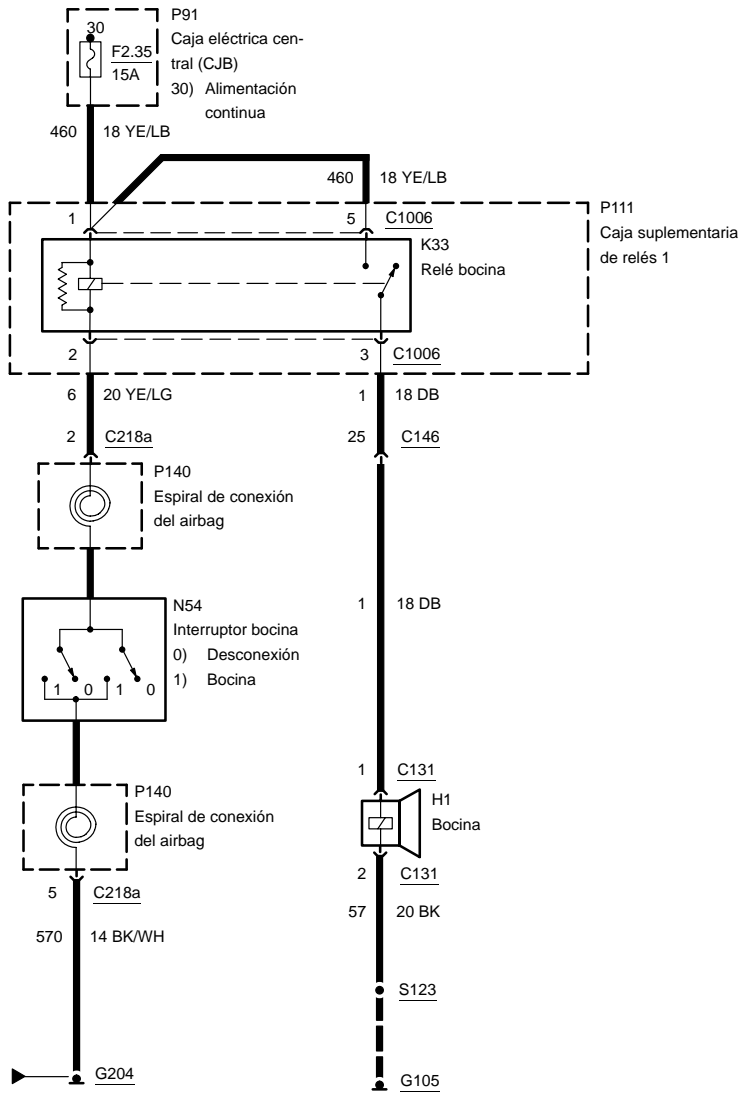 P91
Caja eléctrica cen-
tral (CJB)
30) Alimentación
continua
30
F2.35
15A
460 18 YE/LB
460 18 YE/LB
P111
Caja suplementaria
de relés 1
1
5 C1006
K33
Relé bocina
2
3 C1006
6 20 YE/LG
1 18 DB
2 C218a
25 C146
P140
Espiral de conexión
del airbag
N54
Interruptor bocina
0) Desconexión
1) Bocina
1 0 1 0
1 18 DB
1 C131
H1
Bocina
P140
Espiral de conexión
del airbag
2 C131
5 C218a
57 20 BK
570 14 BK/WH
S123
G204
G105